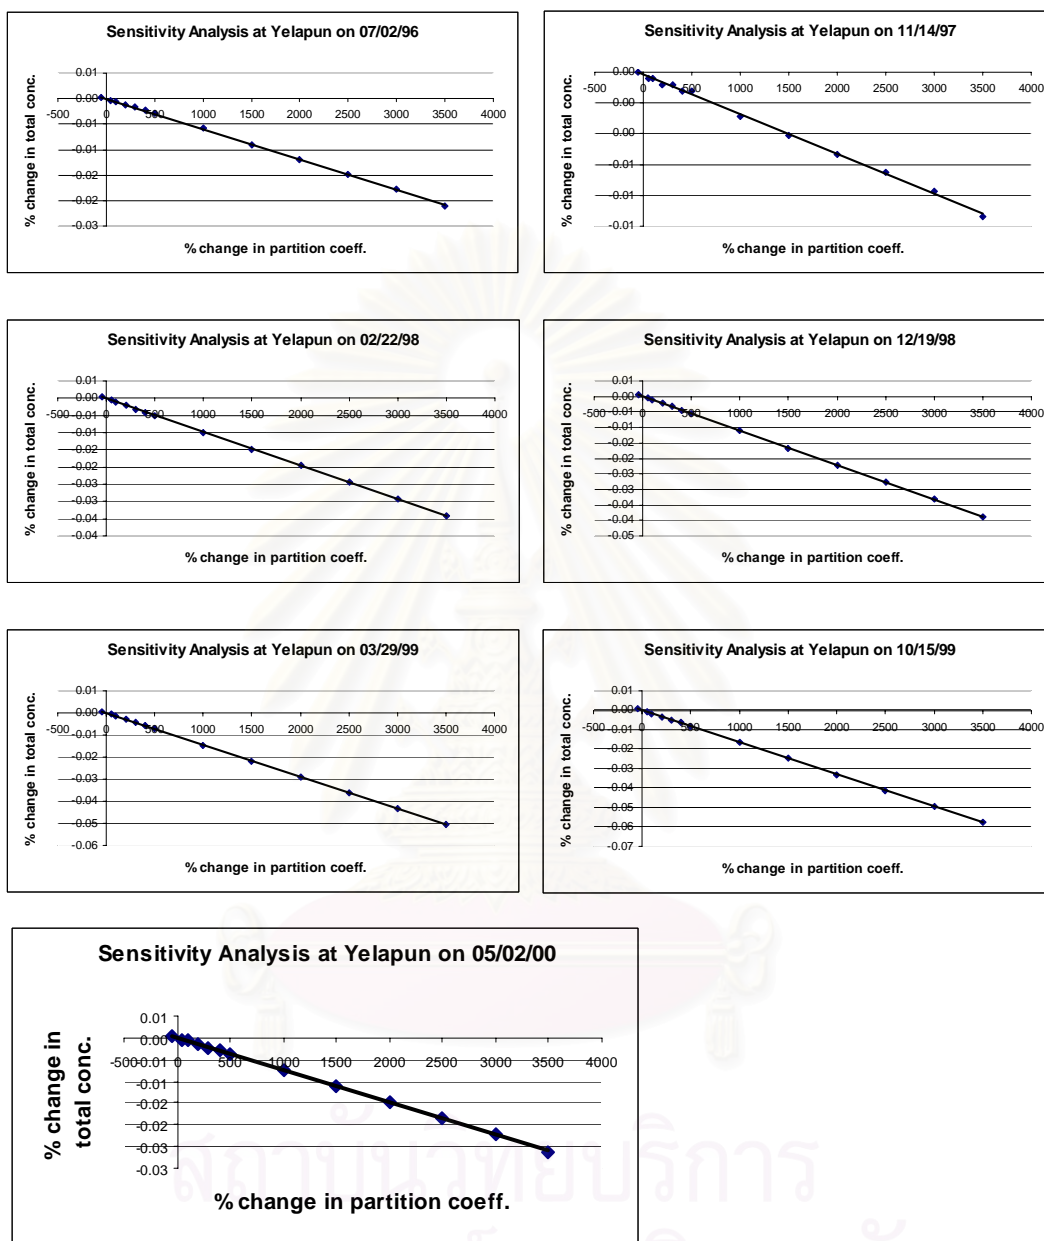 Sensitivity Analysis at Yelapun on 07/02/96
% change in total conc.
0.01
0.00
-0.01
-0.01
-0.02
-0.02
-0.03
-500 0 500 1000 1500 2000 2500 3000 3500 4000
% change in partition coeff.
Sensitivity Analysis at Yelapun on 11/14/97
% change in total conc.
0.00
0.00
0.00
-0.01
-0.01
-0.01
-500 0 500 1000 1500 2000 2500 3000 3500 4000
% change in partition coeff.
Sensitivity Analysis at Yelapun on 02/22/98
% change in total conc.
0.01
0.00
-0.01
-0.01
-0.02
-0.02
-0.03
-0.03
-0.04
-0.04
-500 0 500 1000 1500 2000 2500 3000 3500 4000
% change in partition coeff.
Sensitivity Analysis at Yelapun on 12/19/98
% change in total conc.
0.01
0.00
-0.01
-0.01
-0.02
-0.02
-0.03
-0.03
-0.04
-0.04
-0.05
-500 0 500 1000 1500 2000 2500 3000 3500 4000
% change in partition coeff.
Sensitivity Analysis at Yelapun on 03/29/99
% change in total conc.
0.01
0.00
-0.01
-0.02
-0.03
-0.04
-0.05
-0.06
-500 0 500 1000 1500 2000 2500 3000 3500 4000
% change in partition coeff.
Sensitivity Analysis at Yelapun on 10/15/99
% change in total conc.
0.01
0.00
-0.01
-0.02
-0.03
-0.04
-0.05
-0.06
-0.07
-500 0 500 1000 1500 2000 2500 3000 3500 4000
% change in partition coeff.
Sensitivity Analysis at Yelapun on 05/02/00
% change in
total conc.
0.01
0.00
-0.01
-0.01
-0.02
-0.02
-0.03
-0.03
-500 0 500 1000 1500 2000 2500 3000 3500 4000
% change in partition coeff.
สถาบันวิทยบริการ